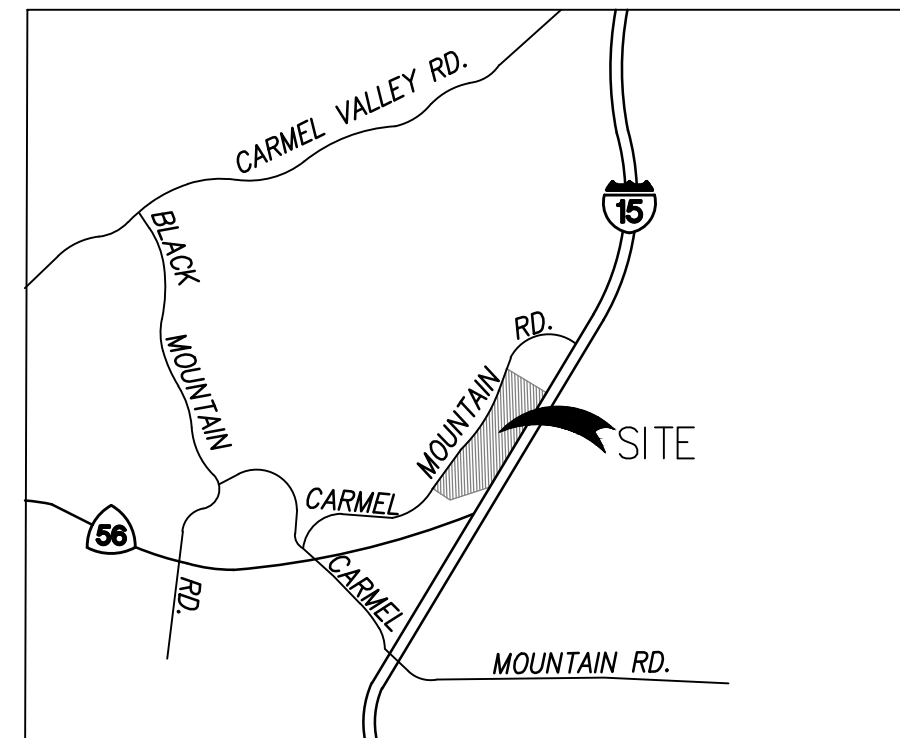 CARMEL VALLEY RD.
15
BLACK
MOUNTAIN
RD.
RD.
MOUNTAIN
SITE
CARMEL
56
CARMEL
MOUNTAIN RD.